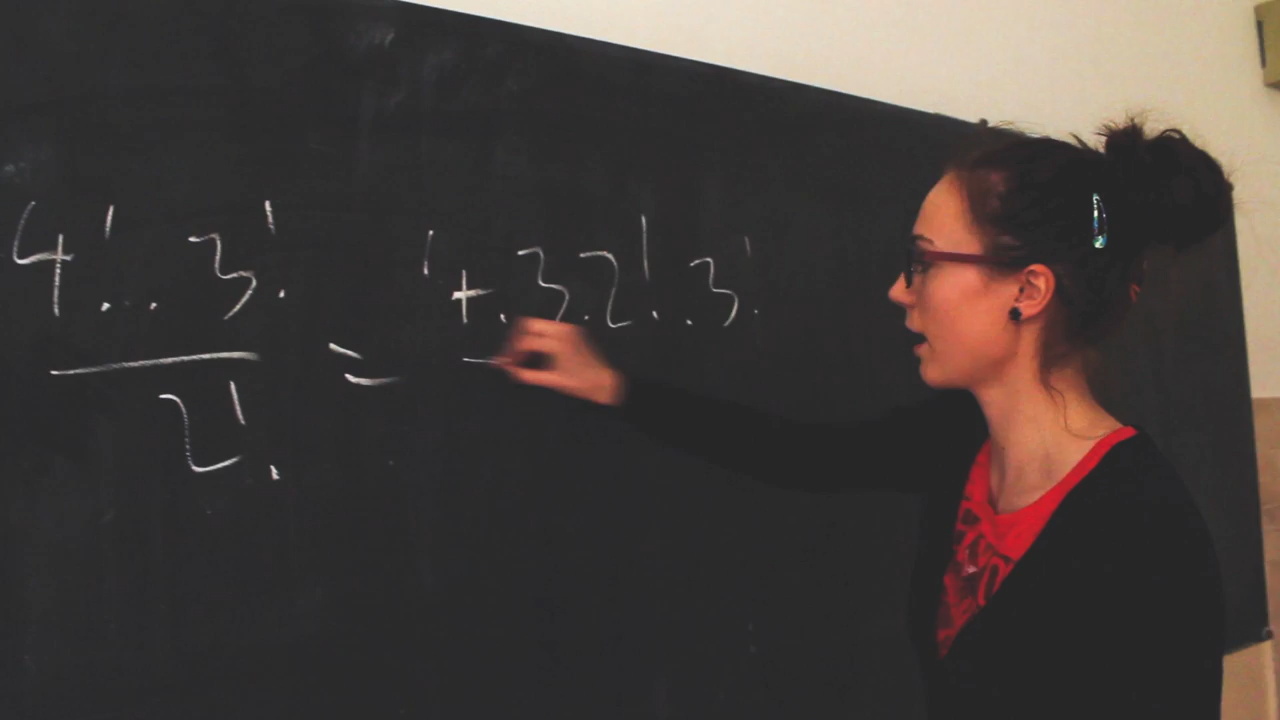 4! . 3! = 4 . 3 . 2! . 3!
2!